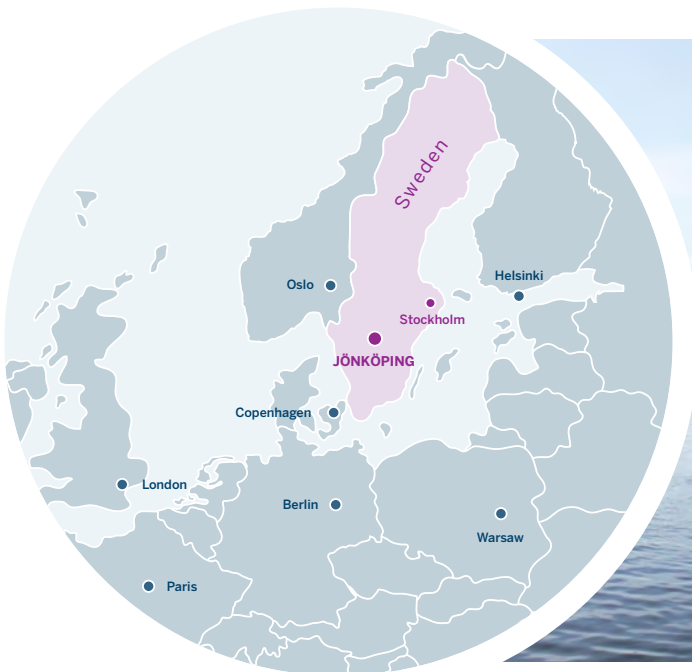 Sweden
Oslo
Helsinki
Stockholm
JÖNKÖPING
Copenhagen
London
Berlin
Warsaw
Paris